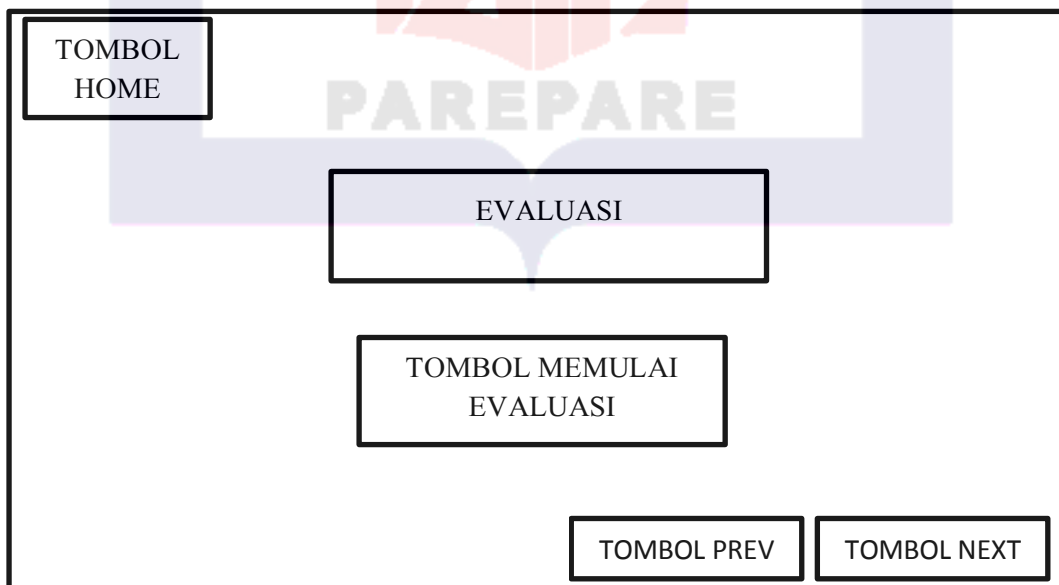 TOMBOL
HOME
PAREPARE
EVALUASI
TOMBOL MEMULAI
EVALUASI
TOMBOL PREV
TOMBOL NEXT